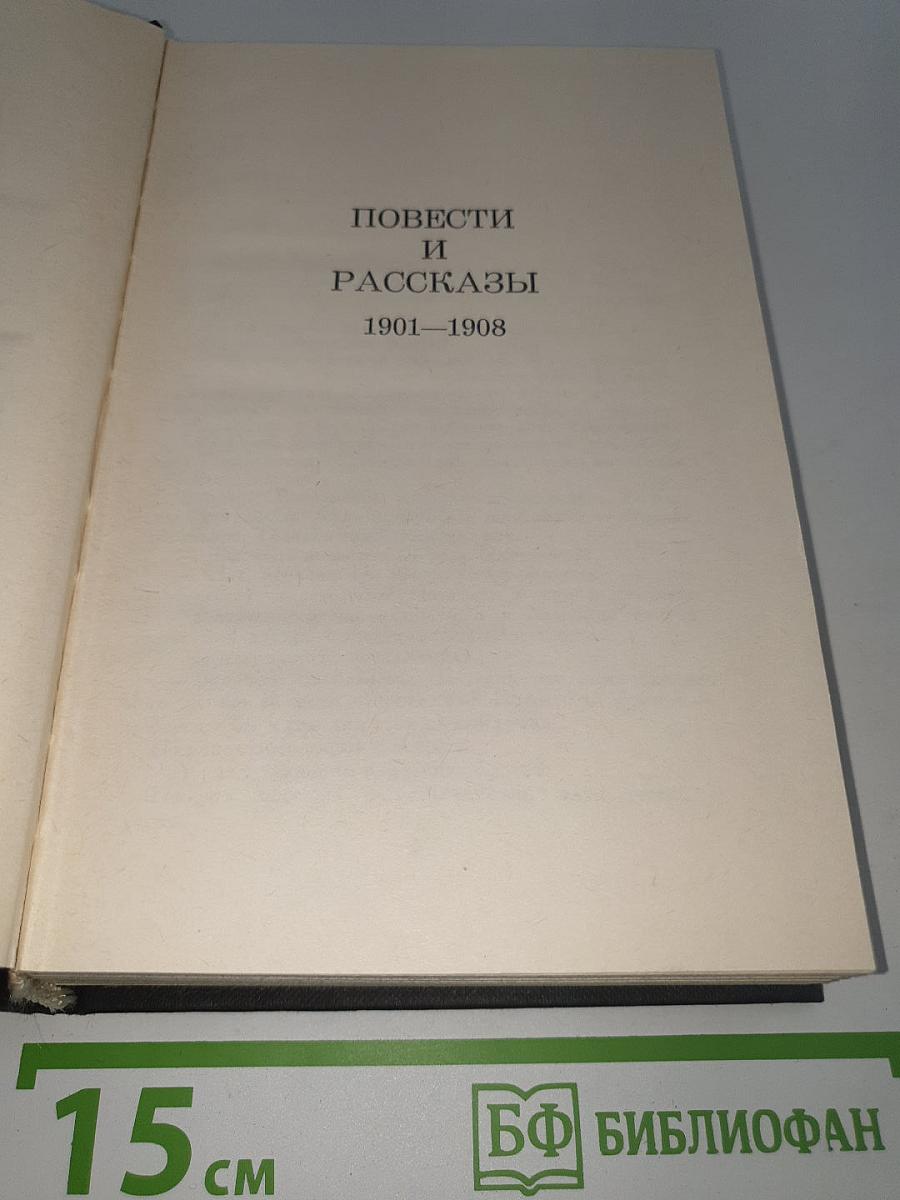 ПОВЕСТИ
И
РАССКАЗЫ
1901—1908
15 см
БФ БИБЛИОФАН